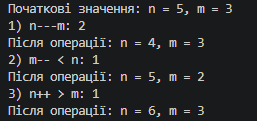 Початкові значення: n = 5, m = 3
1) n---m: 2
Після операції: n = 4, m = 3
2) m-- < n: 1
Після операції: n = 5, m = 2
3) n++ > m: 1
Після операції: n = 6, m = 3